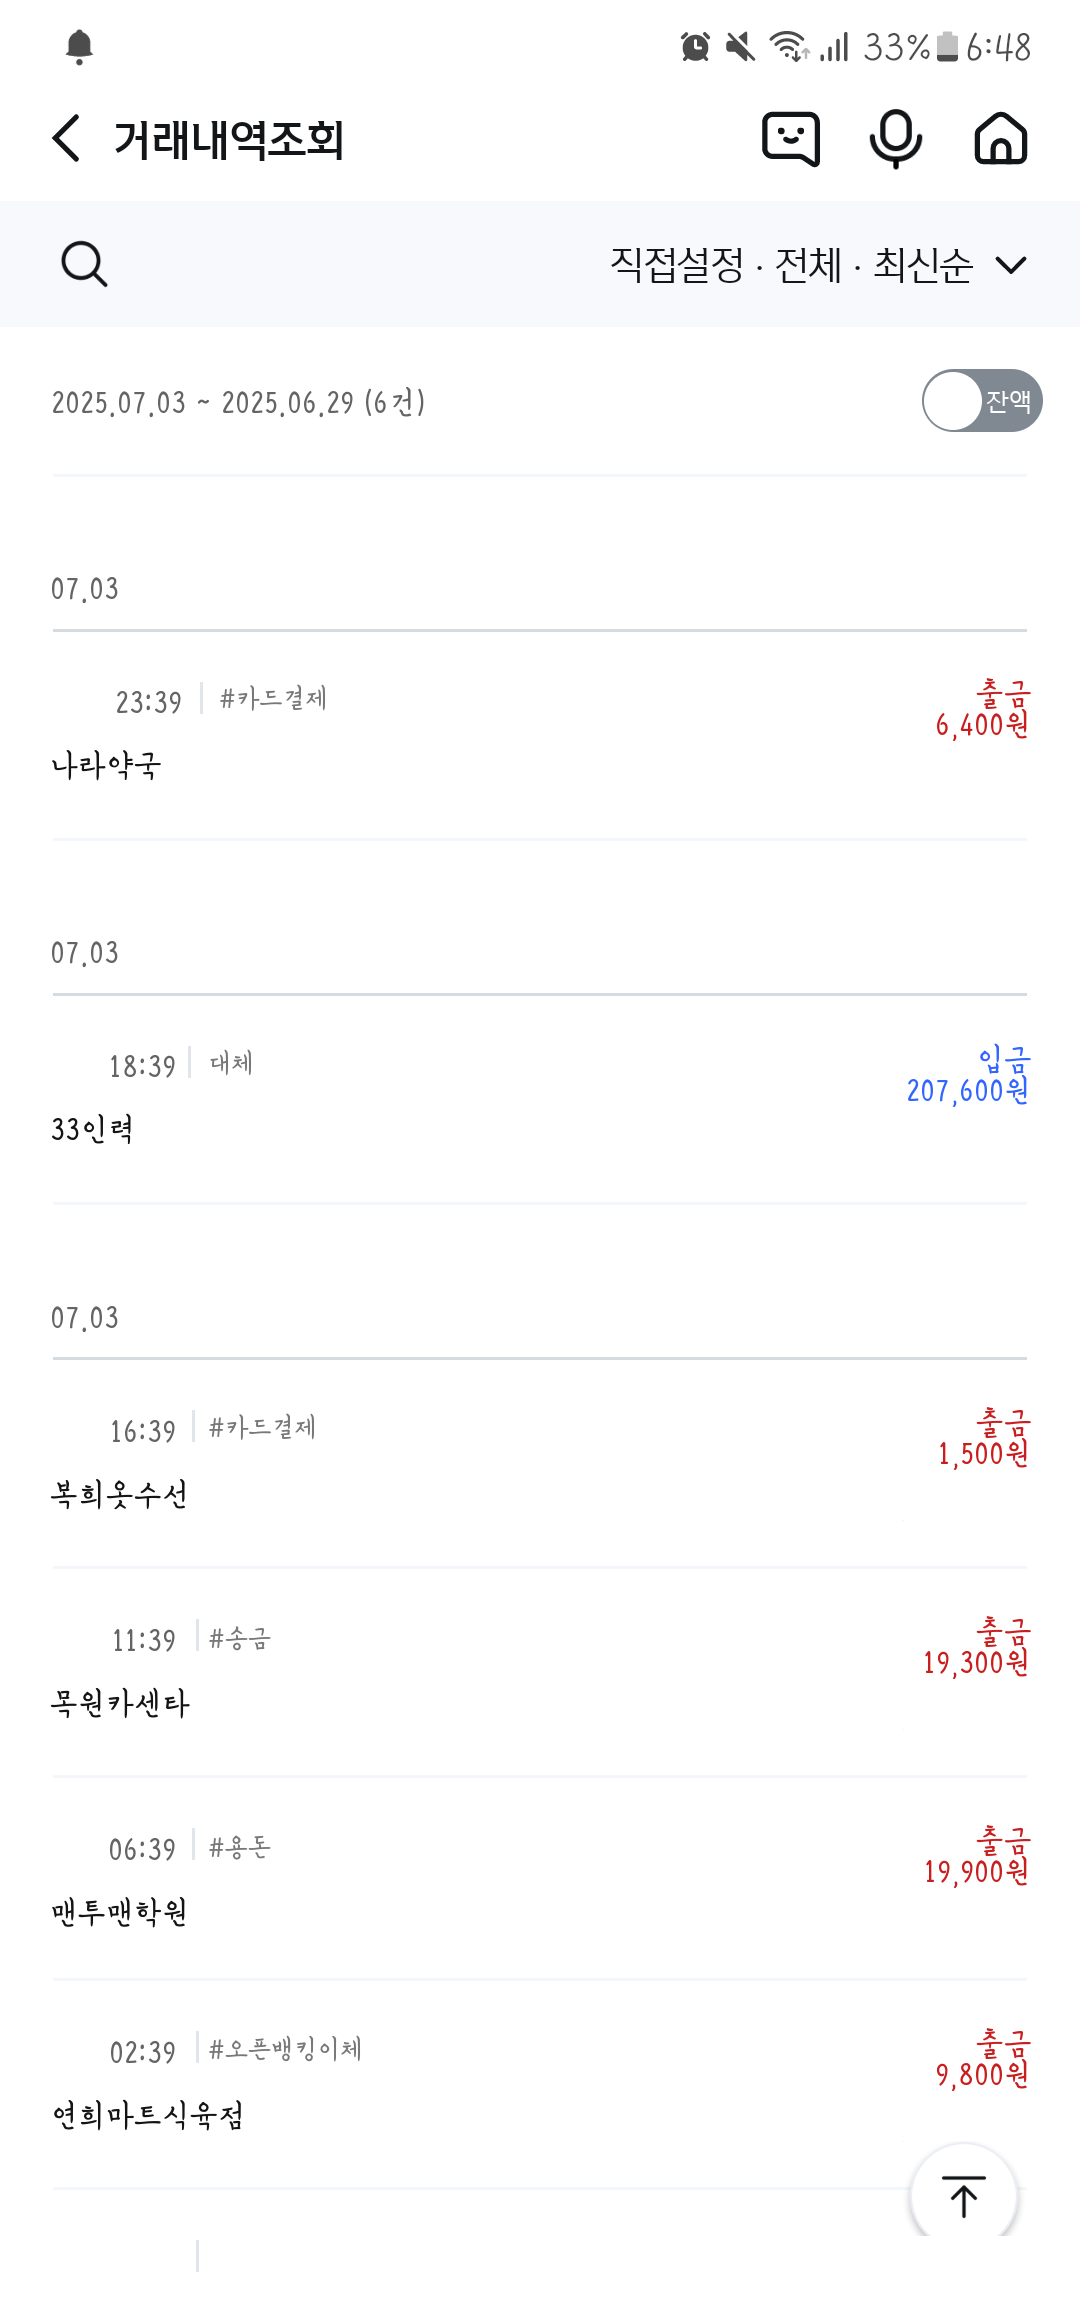 33% 6:48
거래내역조회
직접설정 · 전체 · 최신순
2025.07.03 ~ 2025.06.29 (6건)
잔액
07.03
23:39 #카드결제
출금
6,400원
나라약국
07.03
18:39 대체
입금
207,600원
33인력
07.03
16:39 #카드결제
출금
1,500원
복희옷수선
11:39 #송금
출금
19,300원
목원카센타
06:39 #용돈
출금
19,900원
맨투맨학원
02:39 #오픈뱅킹이체
출금
9,800원
연희마트식육점